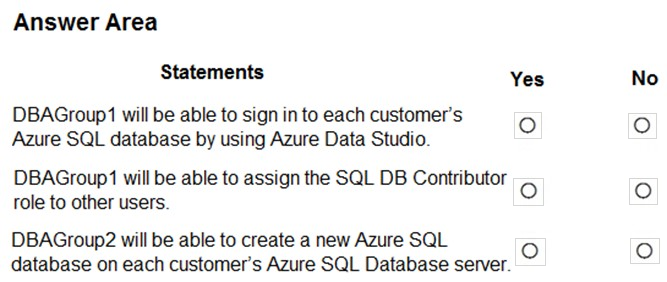 Answer Area
Statements Yes No
DBAGroup1 will be able to sign in to each customer's
Azure SQL database by using Azure Data Studio.
DBAGroup1 will be able to assign the SQL DB Contributor
role to other users.
DBAGroup2 will be able to create a new Azure SQL
database on each customer's Azure SQL Database server.